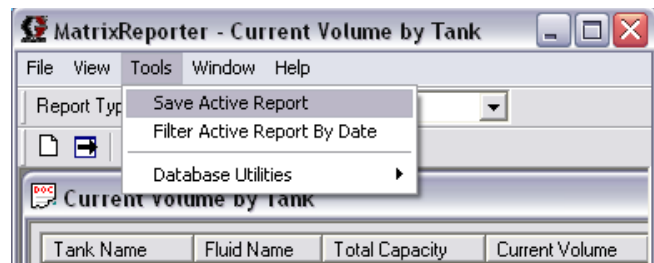 MatrixReporter - Current Volume by Tank
File View Tools Window Help
Report Typ
Save Active Report
Filter Active Report By Date
Database Utilities
Current Volume by Tank
Tank Name Fluid Name Total Capacity Current Volume